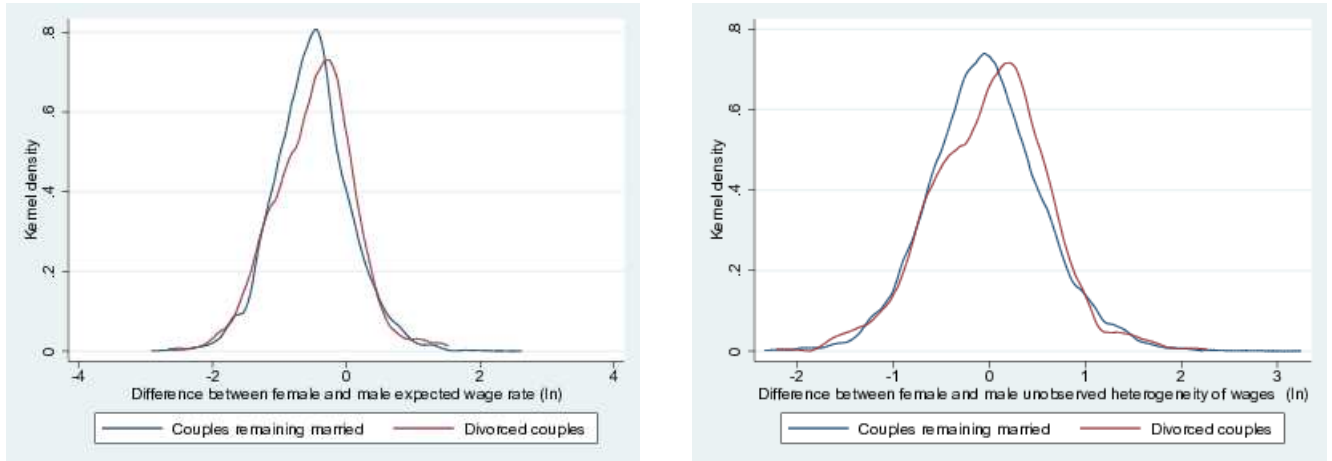 .8
.6
.4
.2
0
Kernel density
-4
-2
0
2
4
Difference between female and male expected wage rate (ln)
Couples remaining married
Divorced couples
.8
.6
.4
.2
0
Kernel density
-2
-1
0
1
2
3
Difference between female and male unobserved heterogeneity of wages (ln)
Couples remaining married
Divorced couples